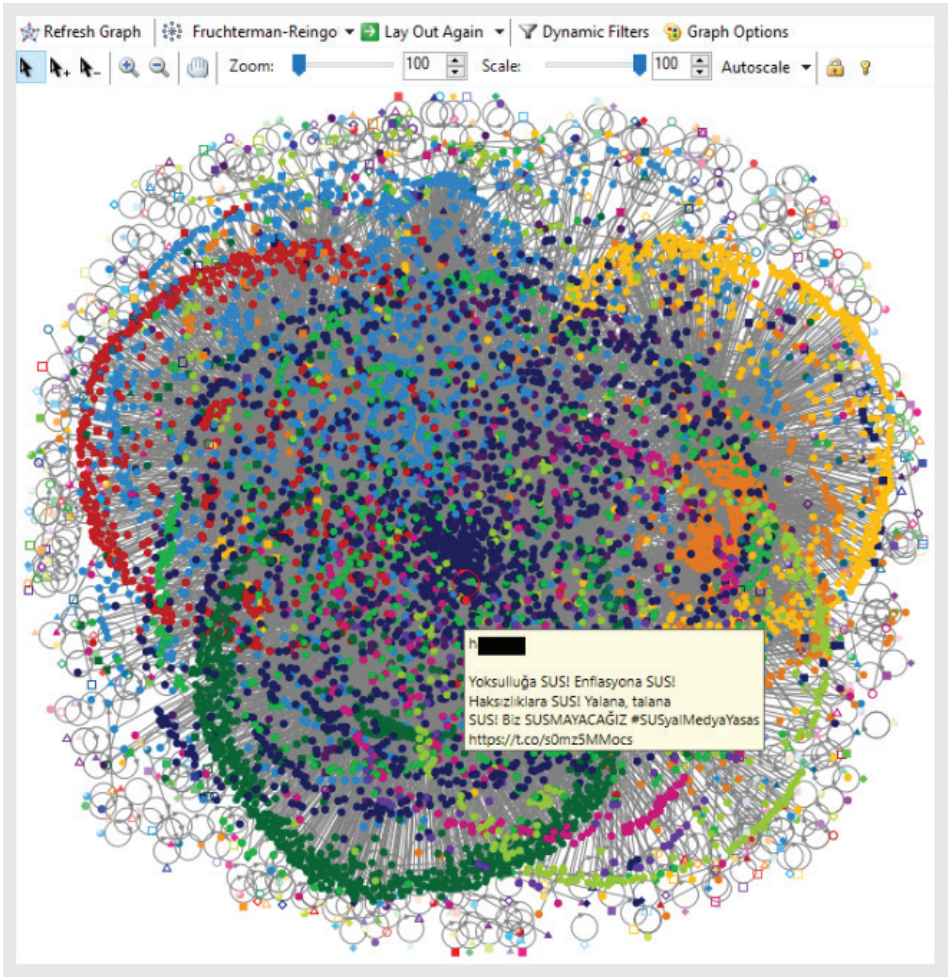 Refresh Graph Fruchterman-Reingo Lay Out Again Dynamic Filters Graph Options
Zoom: 100 Scale: 100 Autoscale
h
Yoksulluğa SUS! Enflasyona SUS!
Haksızlıklara SUS! Yalana, talana
SUS! Biz SUSMAYACAĞIZ #SUSyalMedyaYasas
https://t.co/s0mz5MMocs